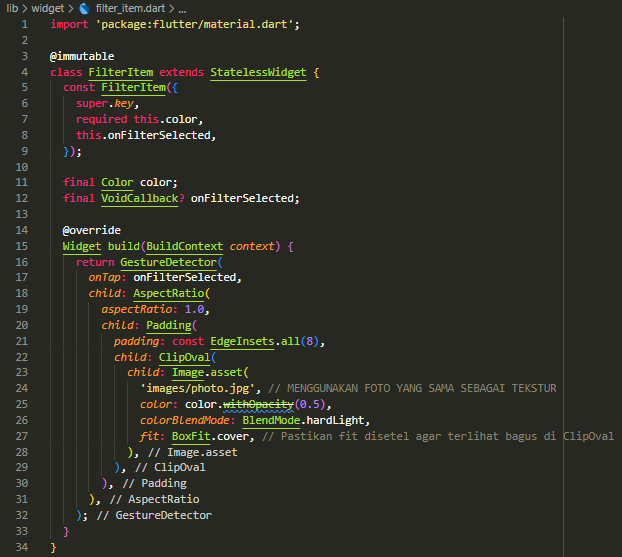 lib > widget > filter_item.dart > ...
1 import 'package:flutter/material.dart';
2
3 @immutable
4 class FilterItem extends StatelessWidget {
5   const FilterItem({
6     super.key,
7     required this.color,
8     this.onFilterSelected,
9   });
10
11   final Color color;
12   final VoidCallback? onFilterSelected;
13
14   @override
15   Widget build(BuildContext context) {
16     return GestureDetector(
17       onTap: onFilterSelected,
18       child: AspectRatio(
19         aspectRatio: 1.0,
20         child: Padding(
21           padding: const EdgeInsets.all(8),
22           child: ClipOval(
23             child: Image.asset(
24               'images/photo.jpg', // MENGGUNAKAN FOTO YANG SAMA SEBAGAI TEKSTUR
25               color: color.withOpacity(0.5),
26               colorBlendMode: BlendMode.hardLight,
27               fit: BoxFit.cover, // Pastikan fit disetel agar terlihat bagus di ClipOval
28             ), // Image.asset
29           ), // ClipOval
30         ), // Padding
31       ), // AspectRatio
32     ); // GestureDetector
33   }
34 }